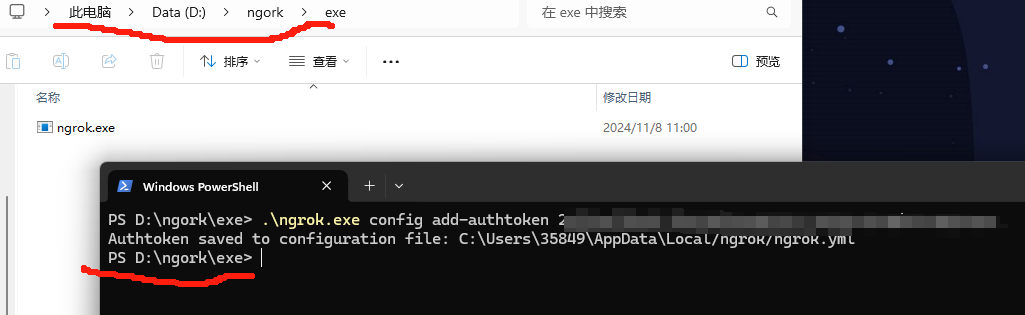 此电脑 > Data (D:) > ngork > exe
在 exe 中搜索
排序 查看 ... 预览
名称 修改日期
ngrok.exe 2024/11/8 11:00
Windows PowerShell
PS D:\ngork\exe> .\ngrok.exe config add-authtoken 2
Authtoken saved to configuration file: C:\Users\35849\AppData\Local/ngrok/ngrok.yml
PS D:\ngork\exe>